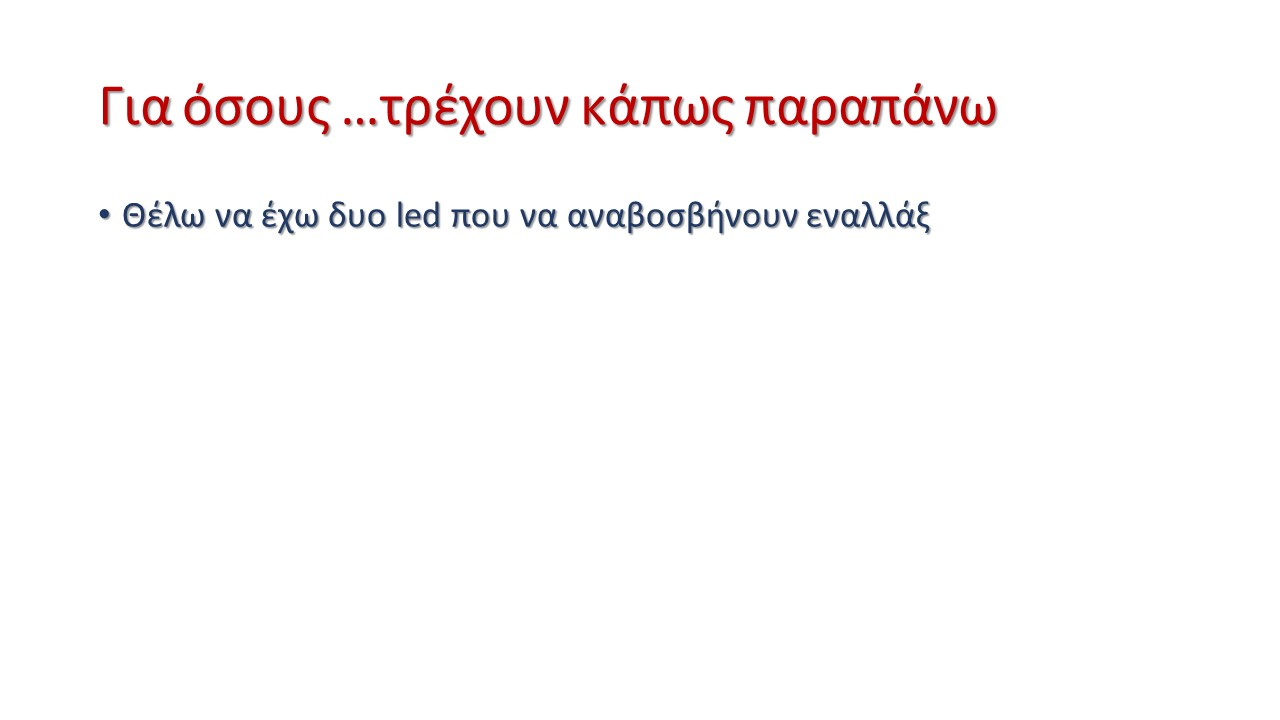 Για όσους …τρέχουν κάπως παραπάνω
• Θέλω να έχω δυο led που να αναβοσβήνουν εναλλάξ